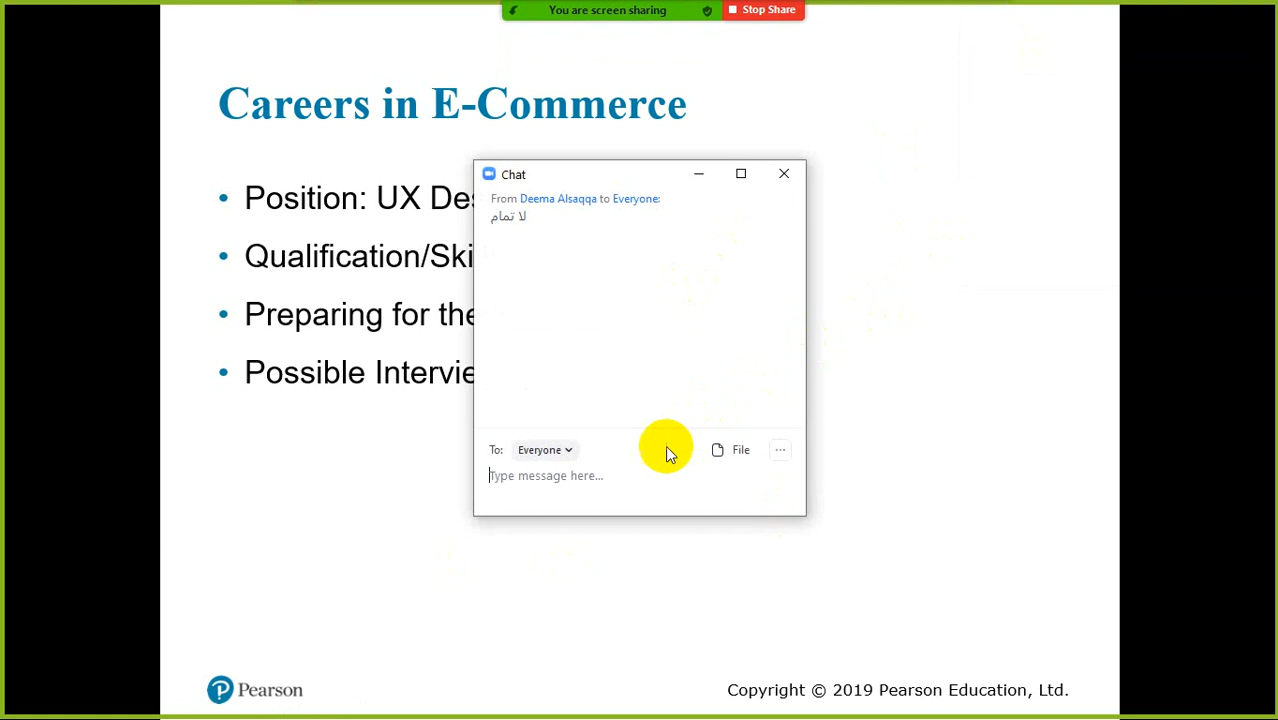 You are screen sharing
Stop Share
Careers in E-Commerce
Chat
From Deema Alsaqqa to Everyone:
لا تمام
• Position: UX Des
• Qualification/Ski
• Preparing for the
• Possible Intervie
To: Everyone
File
Type message here...
Pearson
Copyright © 2019 Pearson Education, Ltd.